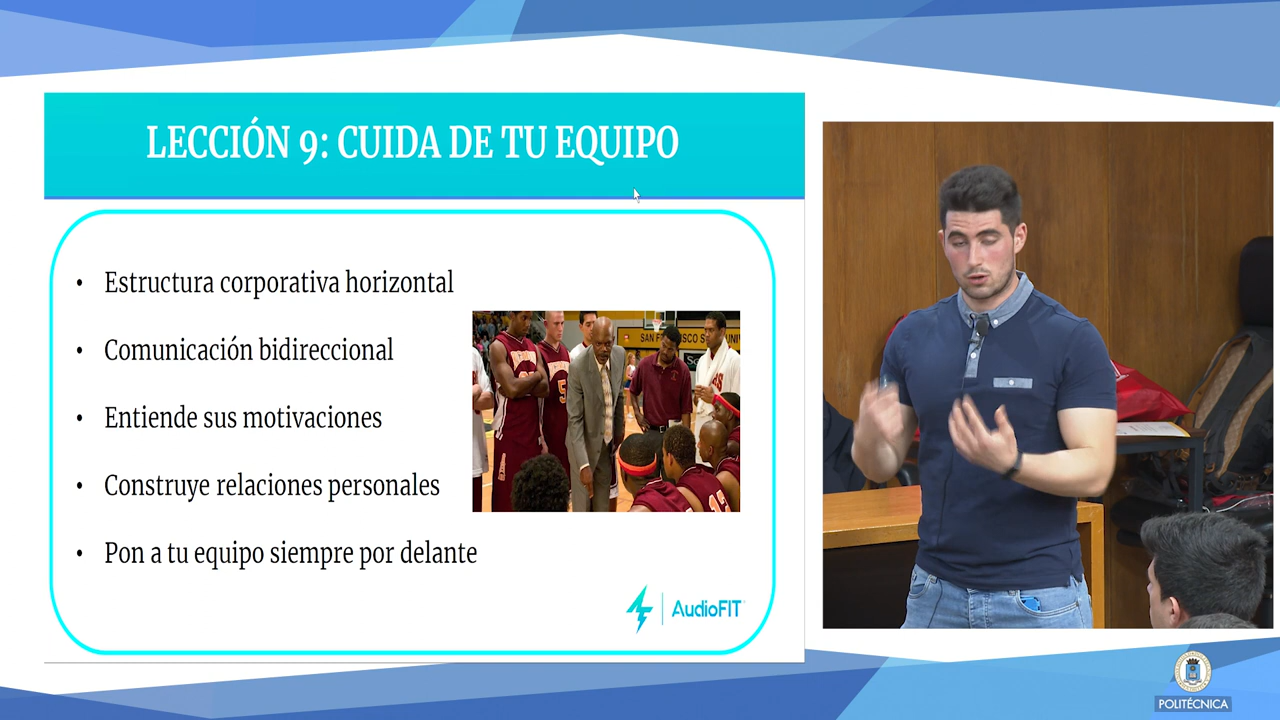 LECCIÓN 9: CUIDA DE TU EQUIPO
• Estructura corporativa horizontal
• Comunicación bidireccional
• Entiende sus motivaciones
• Construye relaciones personales
• Pon a tu equipo siempre por delante
AudioFIT
POLITÉCNICA